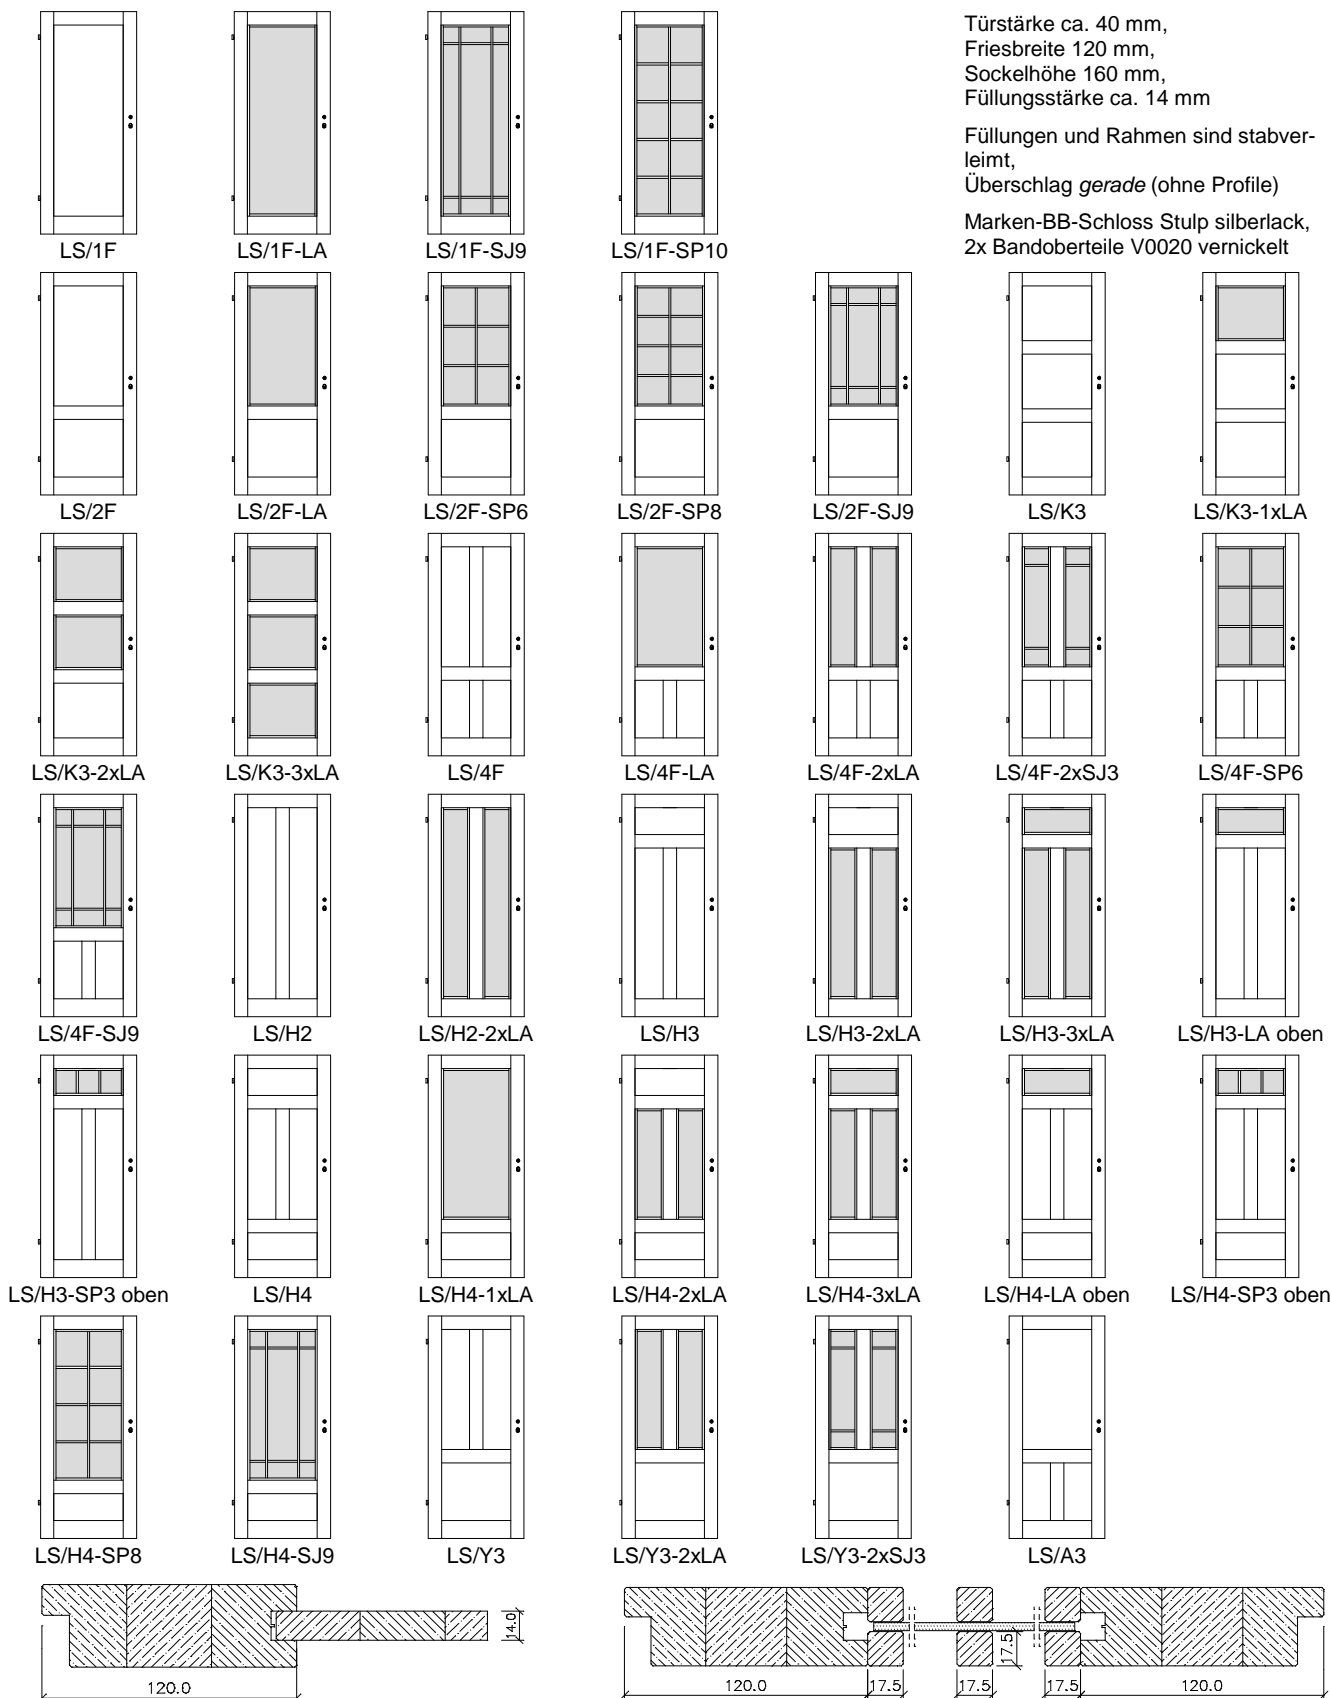 Türstärke ca. 40 mm,
Friesbreite 120 mm,
Sockelhöhe 160 mm,
Füllungsstärke ca. 14 mm
Füllungen und Rahmen sind stabver-
leimt,
Überschlag gerade (ohne Profile)
Marken-BB-Schloss Stulp silberlack,
2x Bandoberteile V0020 vernickelt
LS/1F LS/1F-LA LS/1F-SJ9 LS/1F-SP10
LS/2F LS/2F-LA LS/2F-SP6 LS/2F-SP8 LS/2F-SJ9 LS/K3 LS/K3-1xLA
LS/K3-2xLA LS/K3-3xLA LS/4F LS/4F-LA LS/4F-2xLA LS/4F-2xSJ3 LS/4F-SP6
LS/4F-SJ9 LS/H2 LS/H2-2xLA LS/H3 LS/H3-2xLA LS/H3-3xLA LS/H3-LA oben
LS/H3-SP3 oben LS/H4 LS/H4-1xLA LS/H4-2xLA LS/H4-3xLA LS/H4-LA oben LS/H4-SP3 oben
LS/H4-SP8 LS/H4-SJ9 LS/Y3 LS/Y3-2xLA LS/Y3-2xSJ3 LS/A3
14.0
17.5
120.0 120.0 17.5 17.5 17.5 120.0